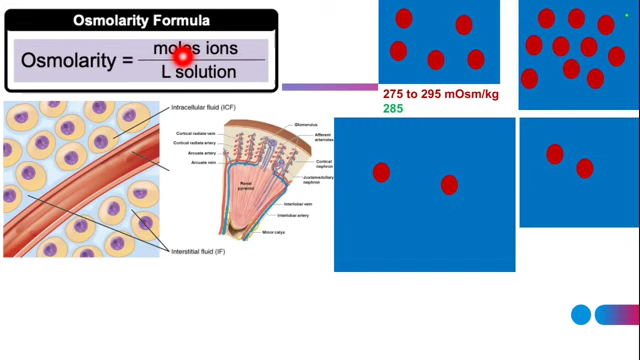 Osmolarity Formula
Osmolarity = moles ions
L solution
275 to 295 mOsm/kg
285
Intracellular fluid (ICF)
Interstitial fluid (IF)
Glomerulus
Cortical radiate vein
Cortical radiate artery
Arcuate artery
Arcuate vein
Afferent
arterioles
Cortical
nephron
Juxtamedullary
nephron
Renal
pyramid
Interlobar vein
Interlobar artery
Minor calyx